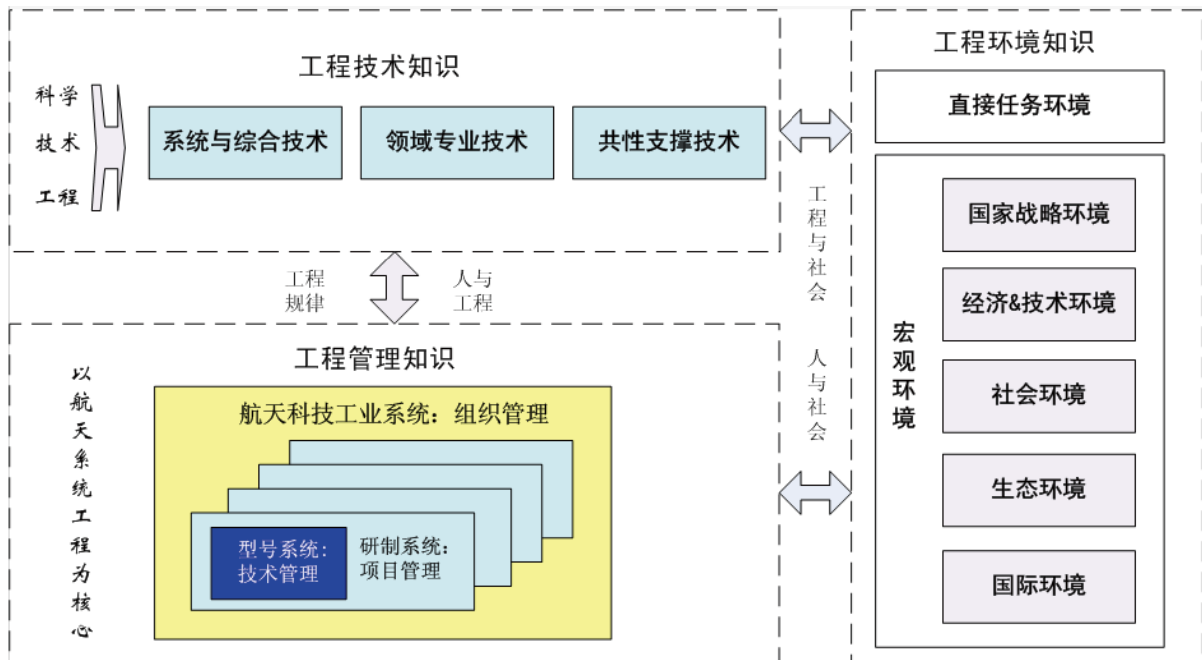 工程技术知识
科学
技术
工程
系统与综合技术
领域专业技术
共性支撑技术
工程
规律
人与
工程
工程管理知识
以航天系统工程为核心
航天科技工业系统：组织管理
型号系统：
技术管理
研制系统：
项目管理
工程与社会
人与社会
工程环境知识
直接任务环境
宏观环境
国家战略环境
经济&技术环境
社会环境
生态环境
国际环境